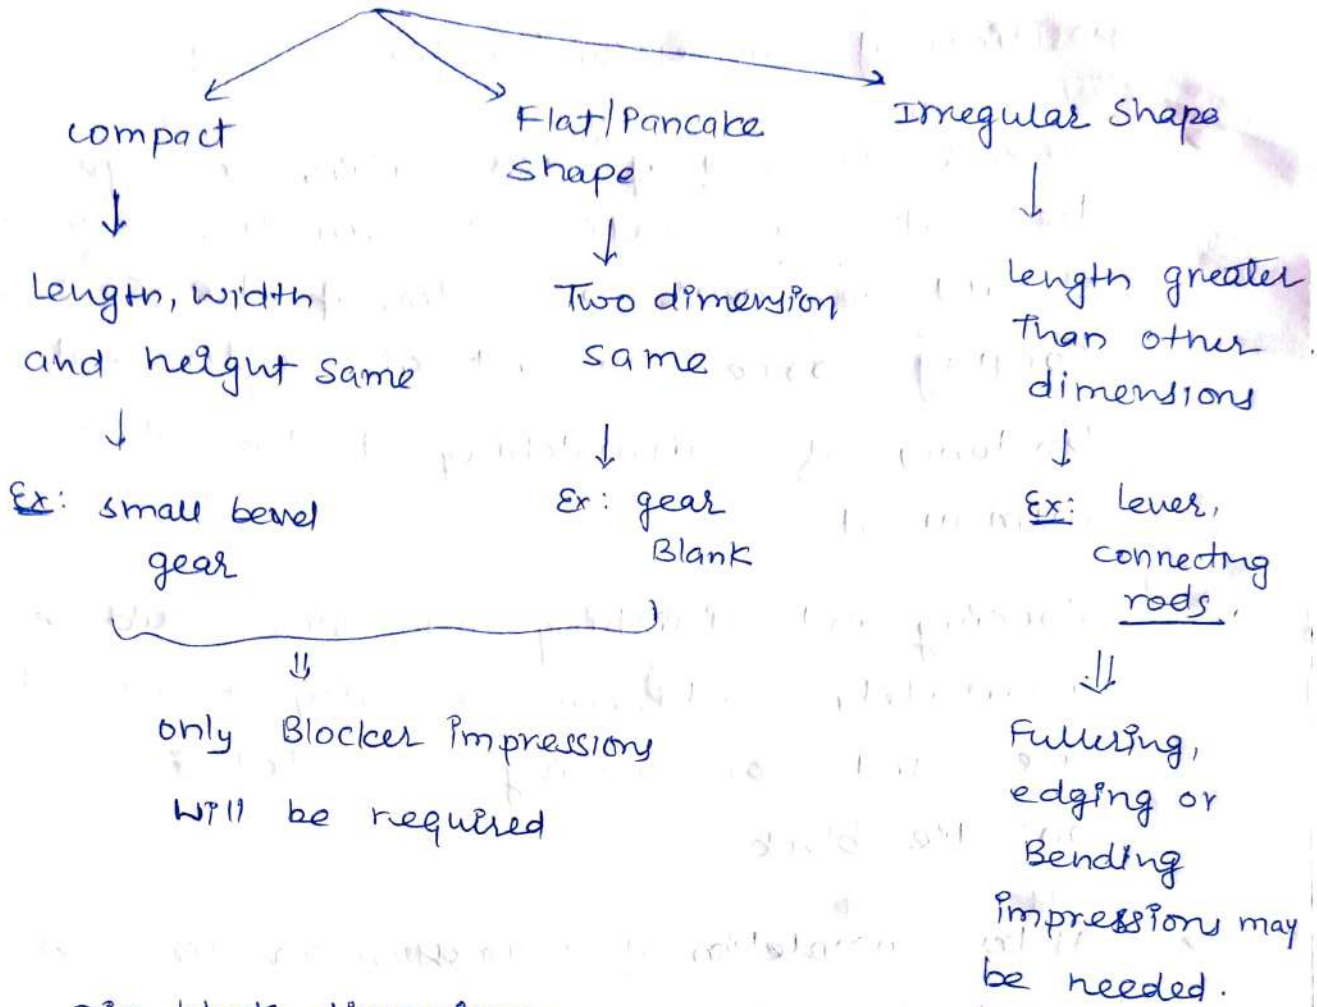 compact
Flat/Pancake
shape
Irregular shape
Length, width
and height same
Two dimension
same
length greater
than other
dimensions
Ex: small bevel
gear
Ex: gear
Blank
Ex: lever,
connecting
rods.
only Blocker impressions
will be required
Fullering,
edging or
Bending
impressions may
be needed.